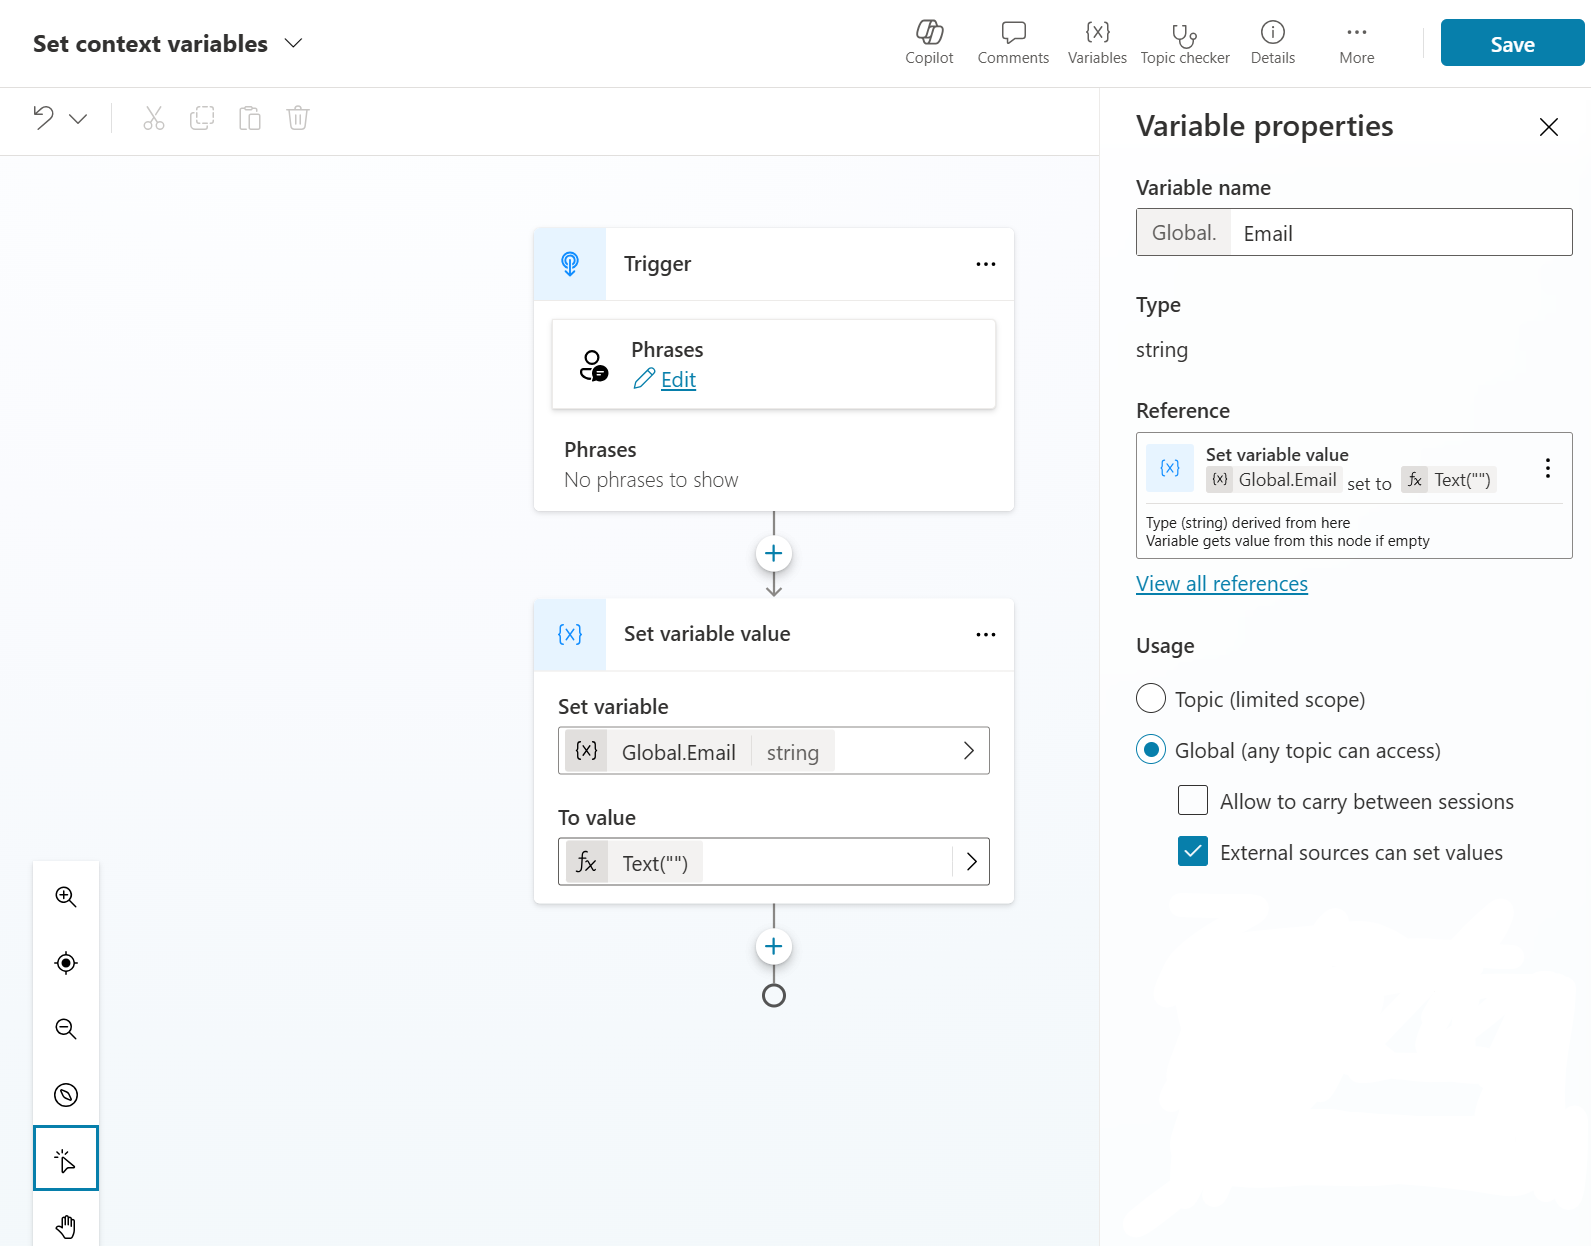 Set context variables
Copilot
Comments
{x}
Variables
Topic checker
Details
More
Save
Variable properties
Variable name
Global. Email
Type
string
Reference
{x} Set variable value
{x} Global.Email set to fx Text("")
Type (string) derived from here
Variable gets value from this node if empty
View all references
Usage
Topic (limited scope)
Global (any topic can access)
Allow to carry between sessions
External sources can set values
Trigger
Phrases
Edit
Phrases
No phrases to show
{x} Set variable value
Set variable
{x} Global.Email string
To value
fx Text("")